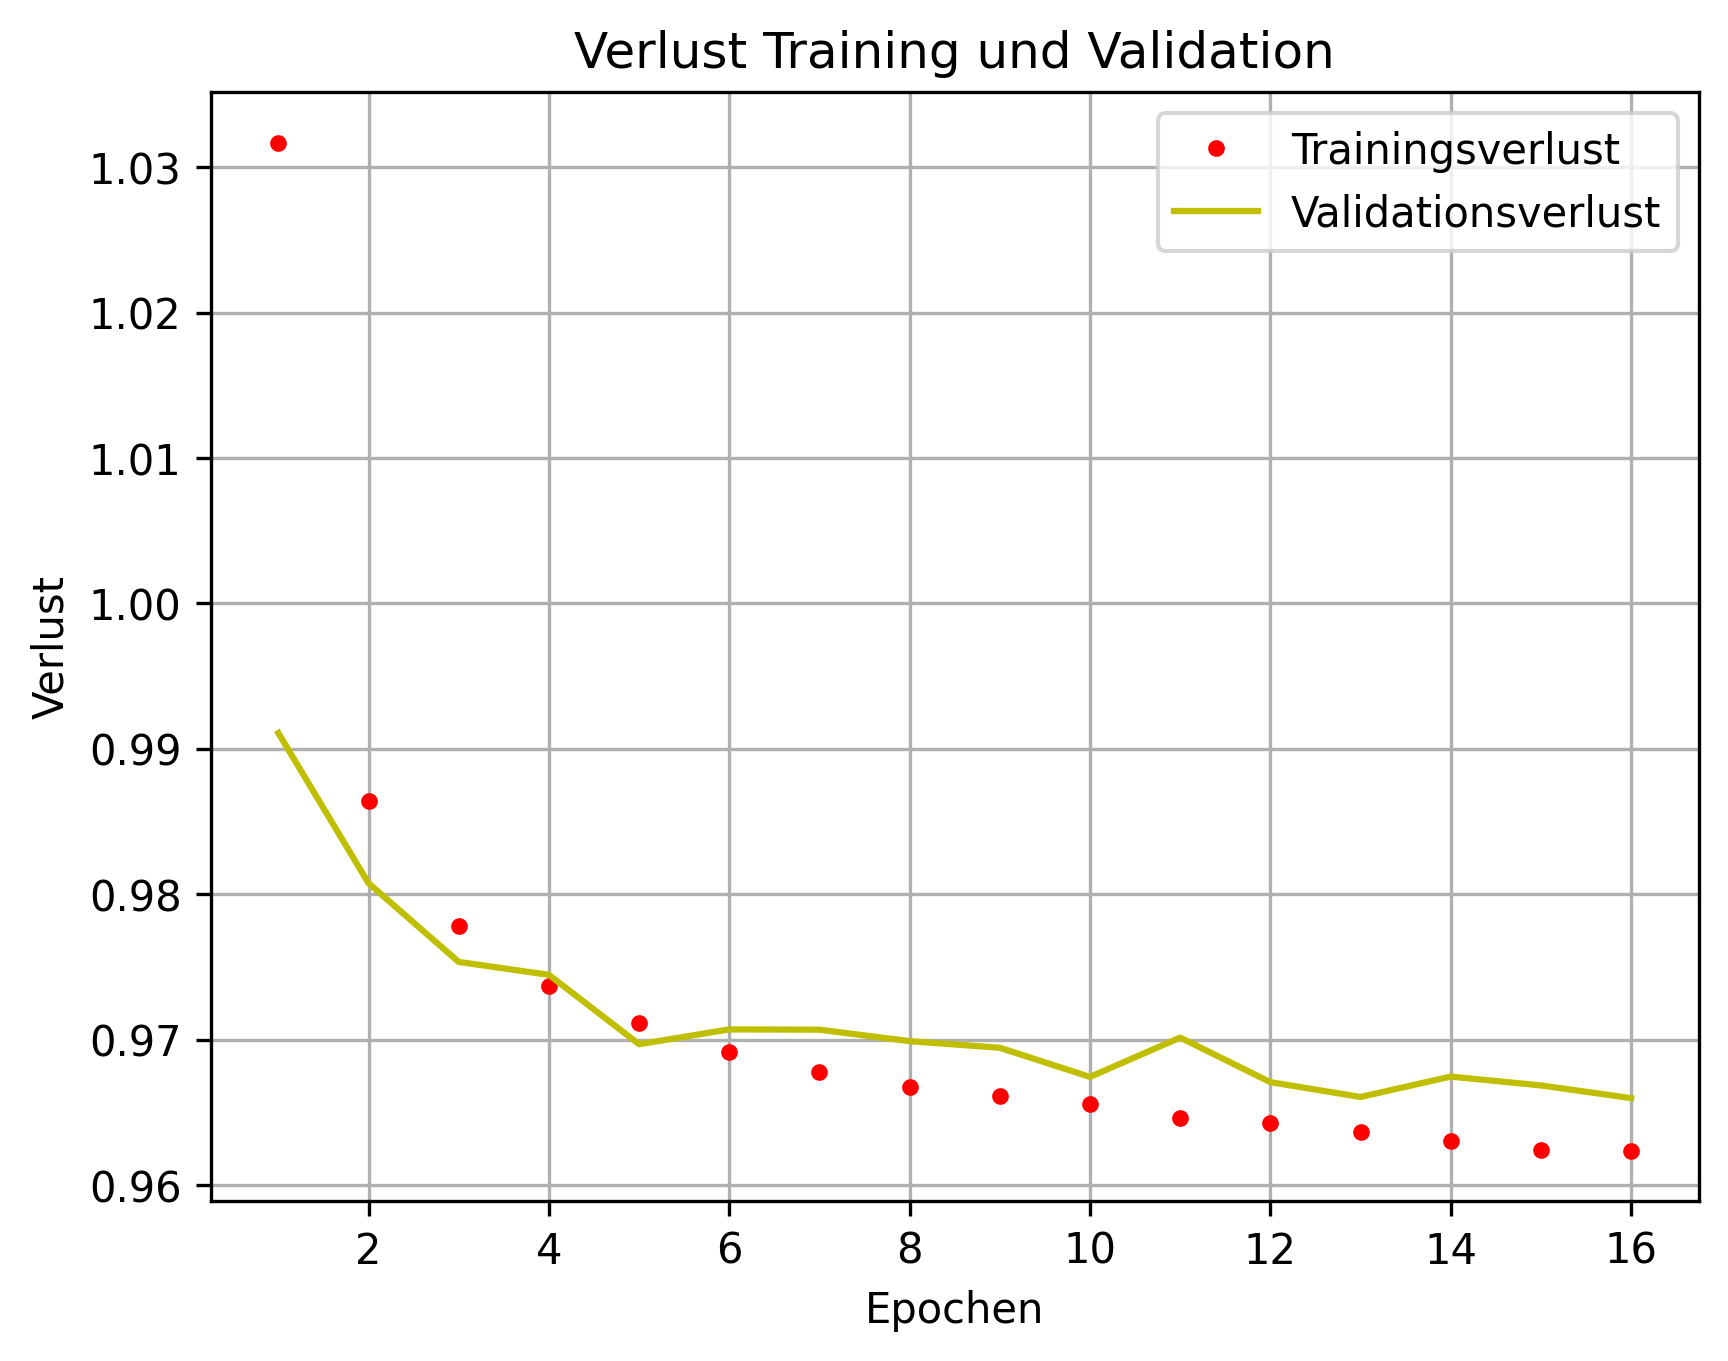 Verlust Training und Validation
Trainingsverlust
Validationsverlust
1.03
1.02
1.01
1.00
0.99
0.98
0.97
0.96
Verlust
2 4 6 8 10 12 14 16
Epochen